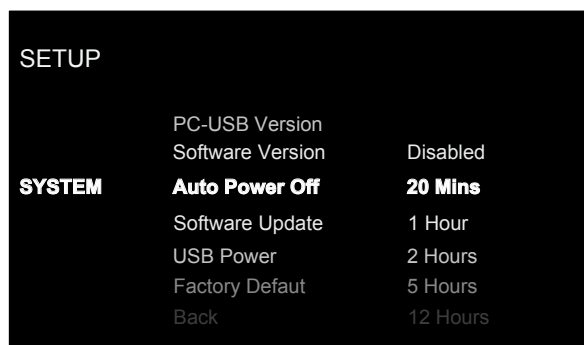 SETUP
PC-USB Version
Software Version Disabled
SYSTEM Auto Power Off 20 Mins
Software Update 1 Hour
USB Power 2 Hours
Factory Defaut 5 Hours
Back 12 Hours